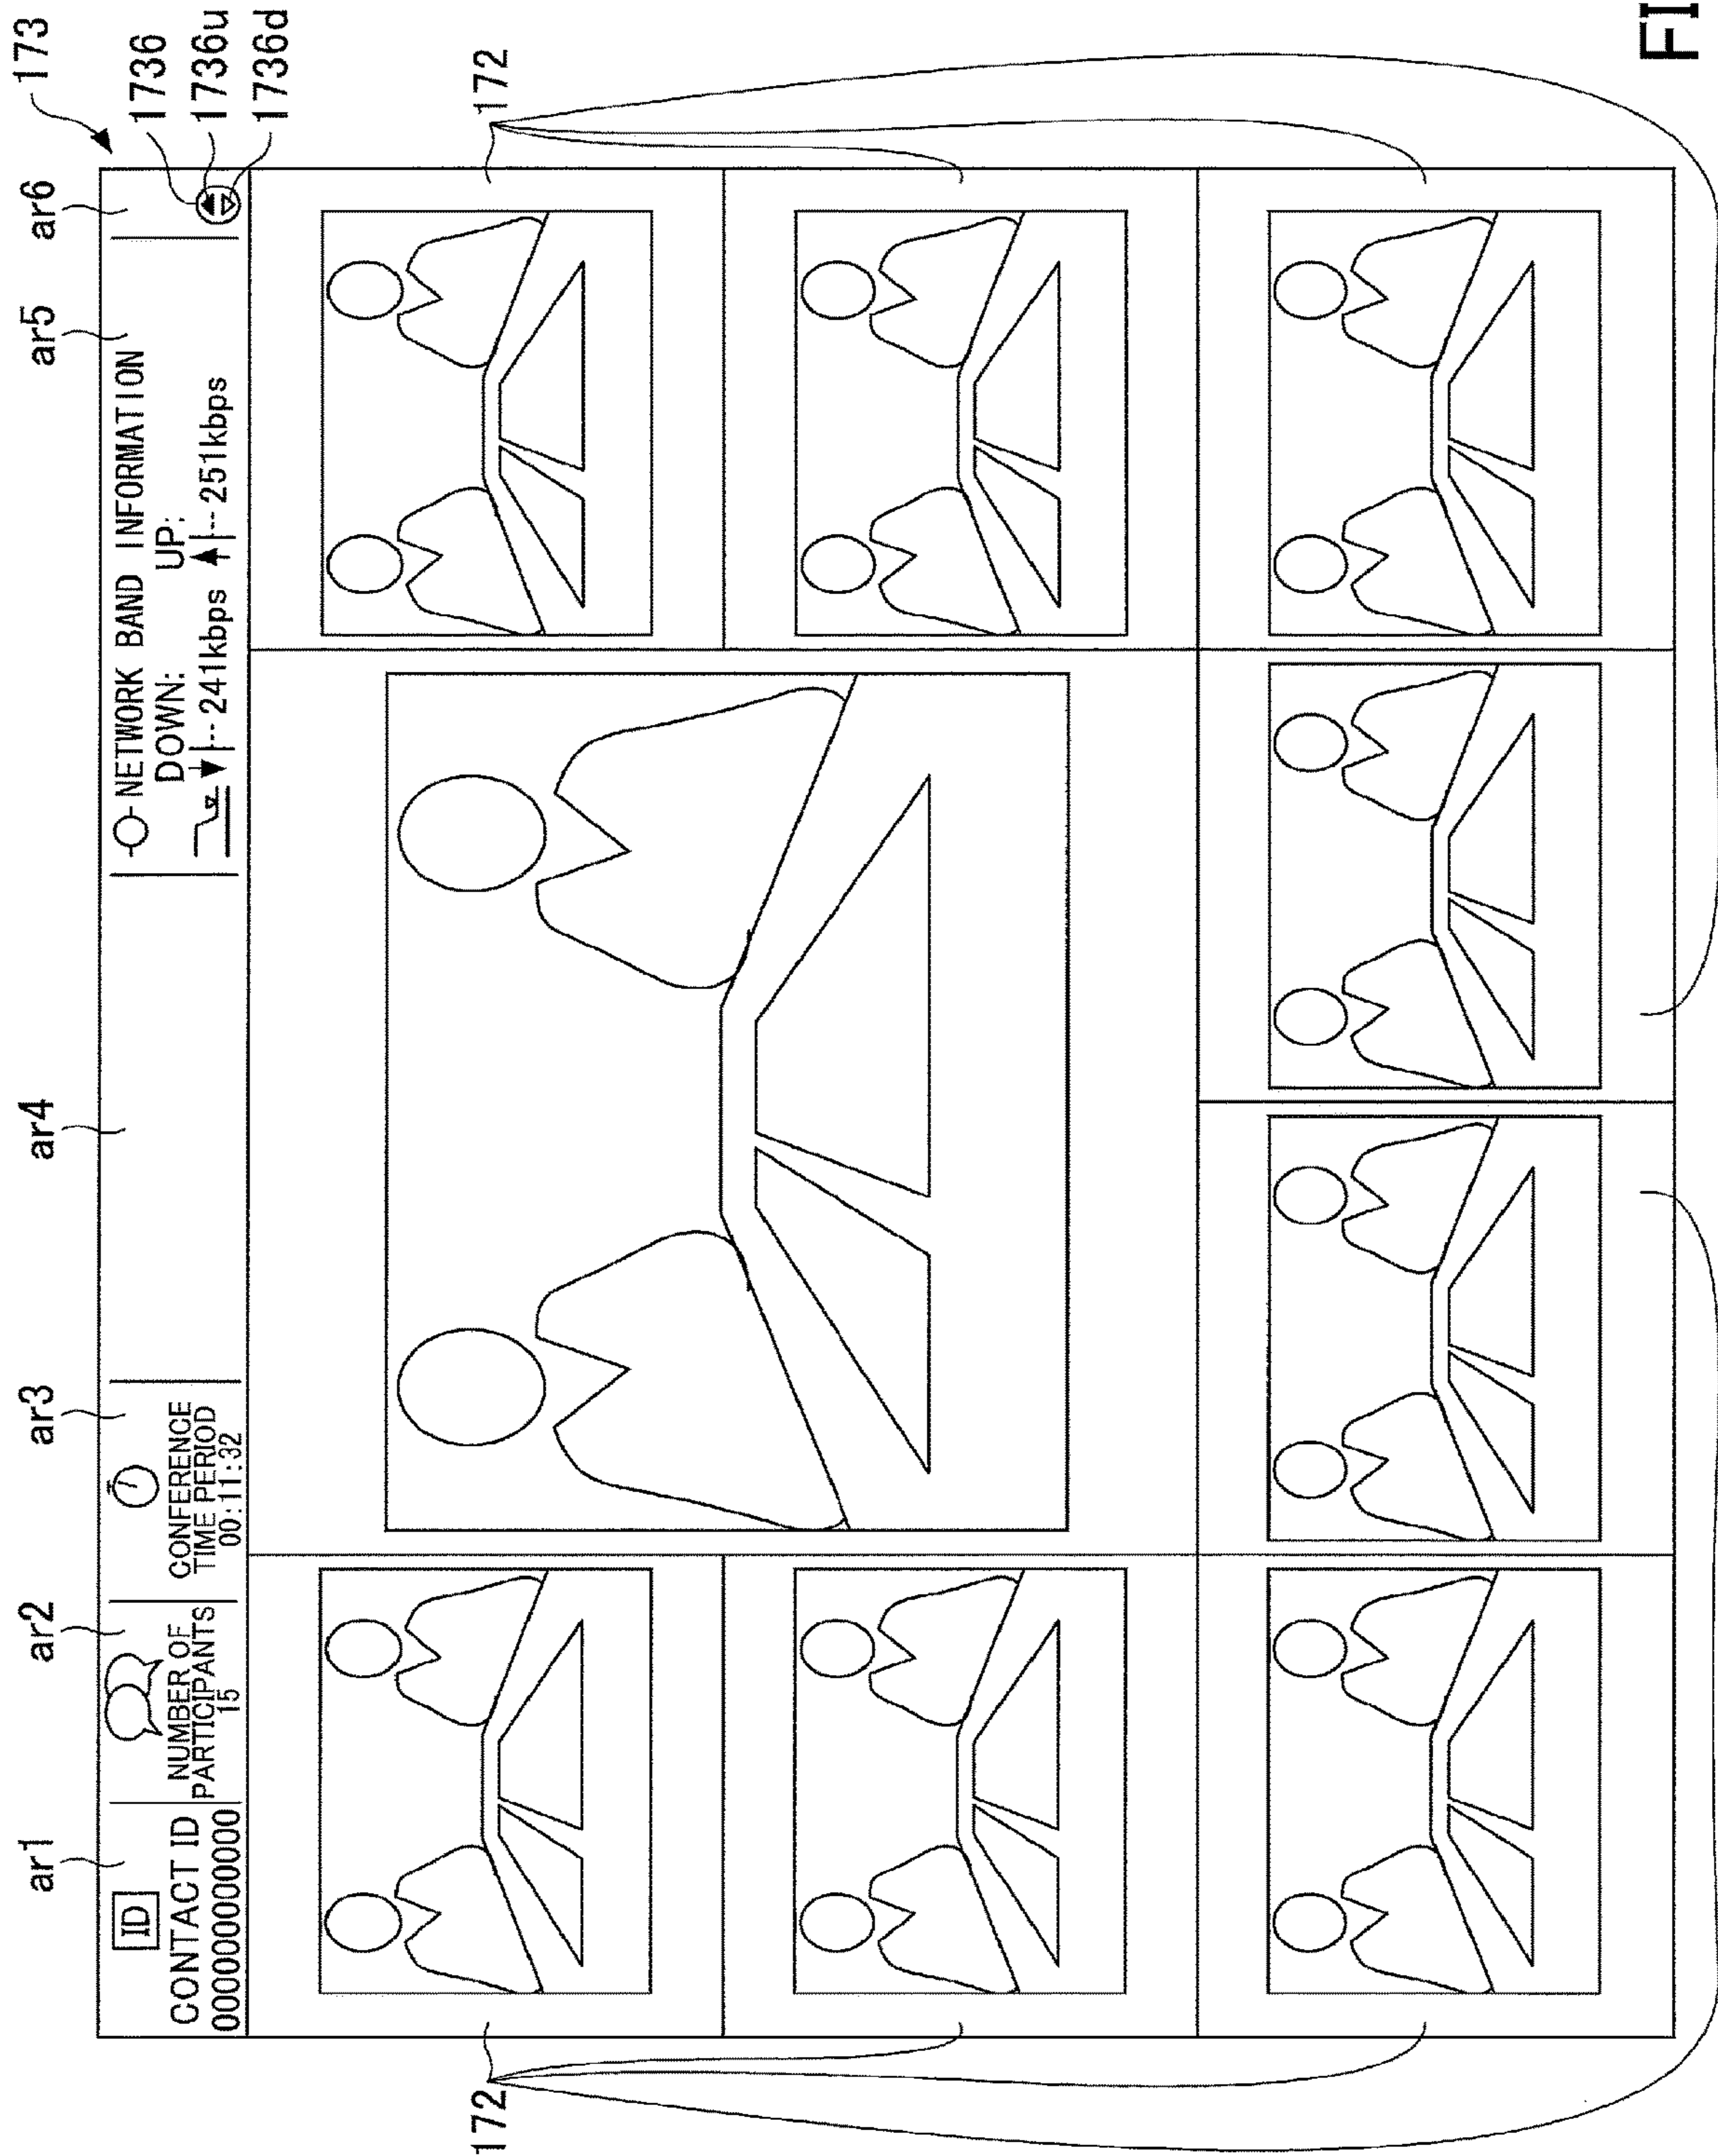 173
ar1
ar2
ar3
ar4
ar5
ar6
1736
1736u
1736d
ID
CONTACT ID
00000000000
NUMBER OF
PARTICIPANTS
15
CONFERENCE
TIME PERIOD
00:11:32
NETWORK BAND INFORMATION
DOWN: UP:
241kbps 251kbps
172
172
FI